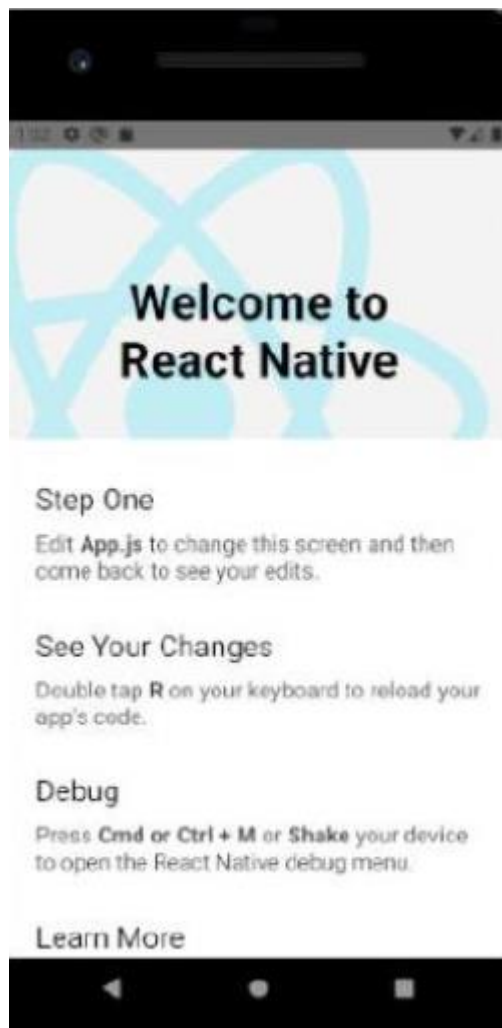 1:02
Welcome to
React Native
Step One
Edit App.js to change this screen and then
come back to see your edits.
See Your Changes
Double tap R on your keyboard to reload your
app's code.
Debug
Press Cmd or Ctrl + M or Shake your device
to open the React Native debug menu.
Learn More